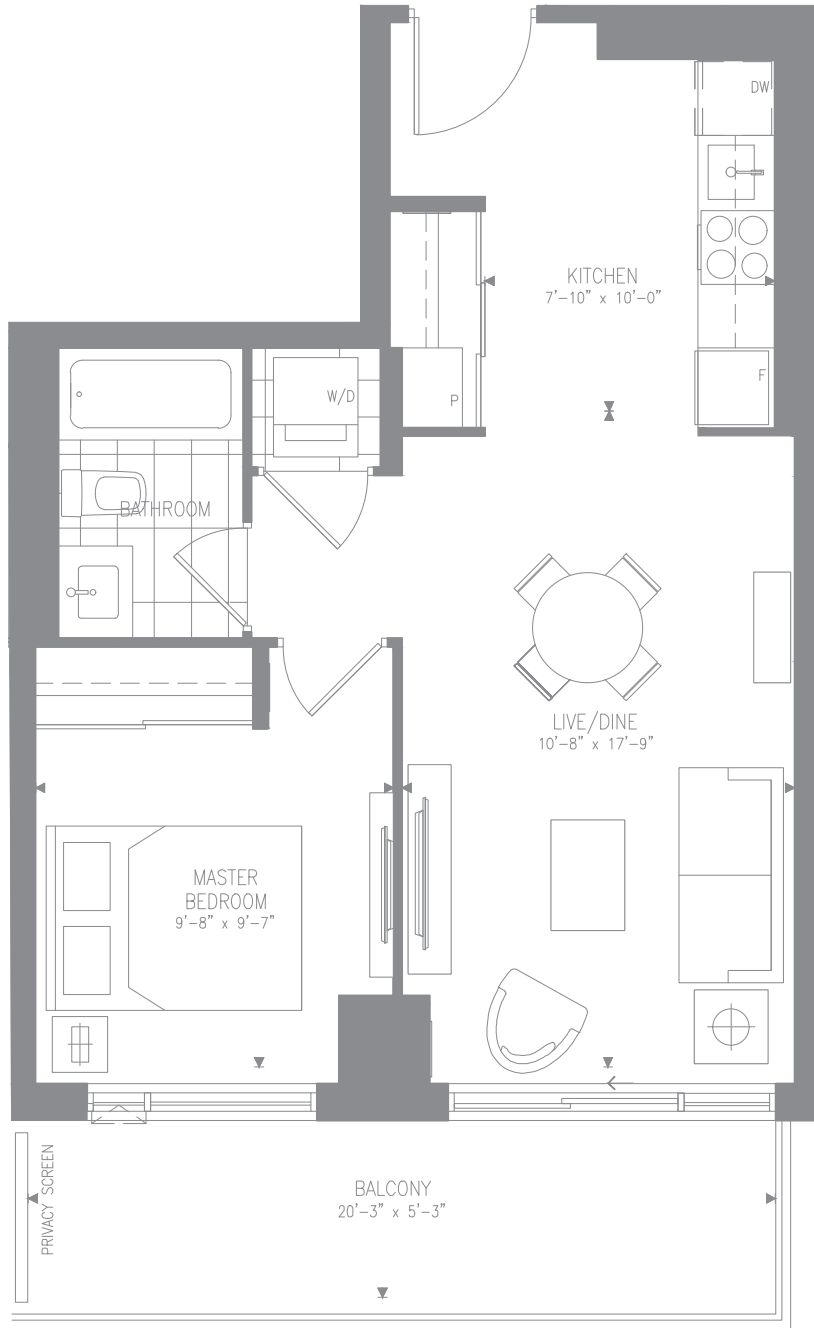 DW
KITCHEN
7'-10" x 10'-0"
W/D
P
F
BATHROOM
LIVE/DINE
10'-8" x 17'-9"
MASTER
BEDROOM
9'-8" x 9'-7"
PRIVACY SCREEN
BALCONY
20'-3" x 5'-3"